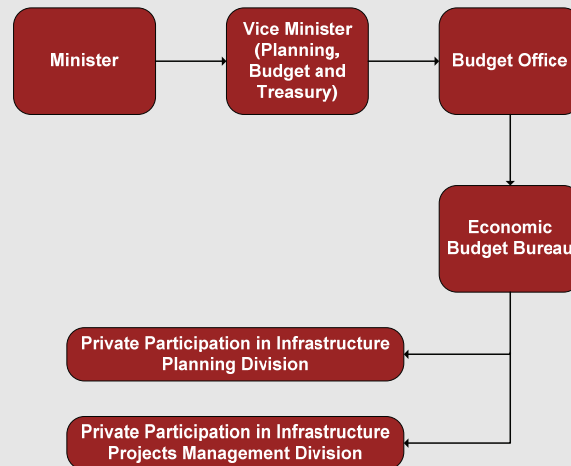 Minister
Vice Minister
(Planning,
Budget and
Treasury)
Budget Office
Economic
Budget Bureau
Private Participation in Infrastructure
Planning Division
Private Participation in Infrastructure
Projects Management Division